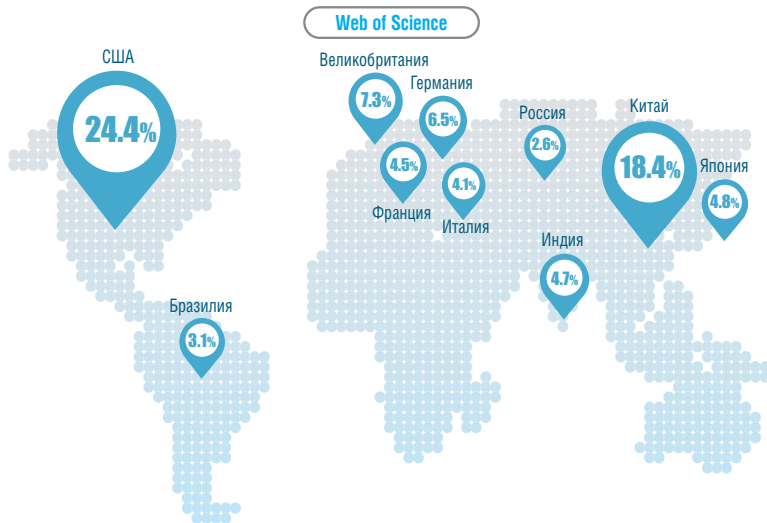 Web of Science
США
24.4%
Великобритания
7.3%
Германия
6.5%
Франция
4.5%
Италия
4.1%
Россия
2.6%
Китай
18.4%
Япония
4.8%
Индия
4.7%
Бразилия
3.1%